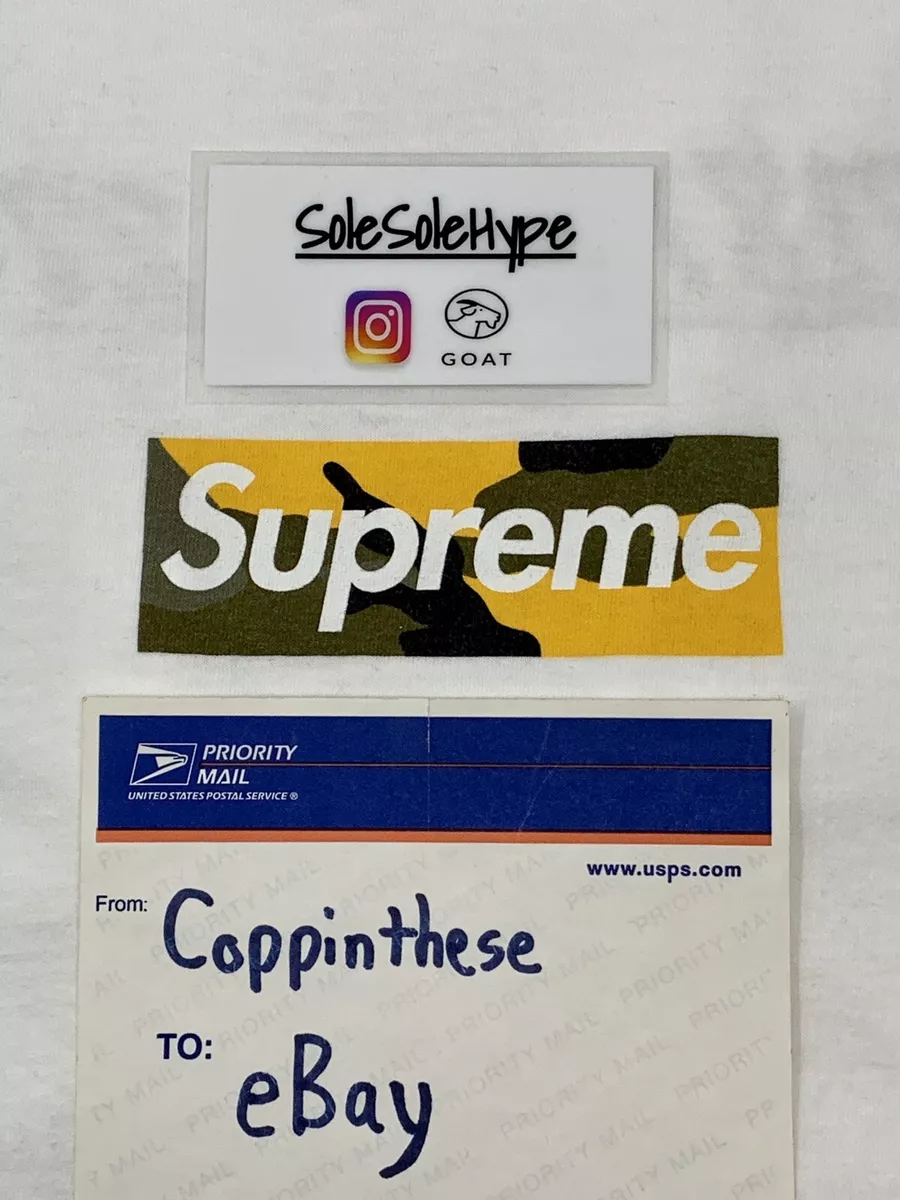 SoleSoleHype
GOAT
Supreme
PRIORITY
MAIL
UNITED STATES POSTAL SERVICE ®
www.usps.com
From: Coppinthese
TO: eBay